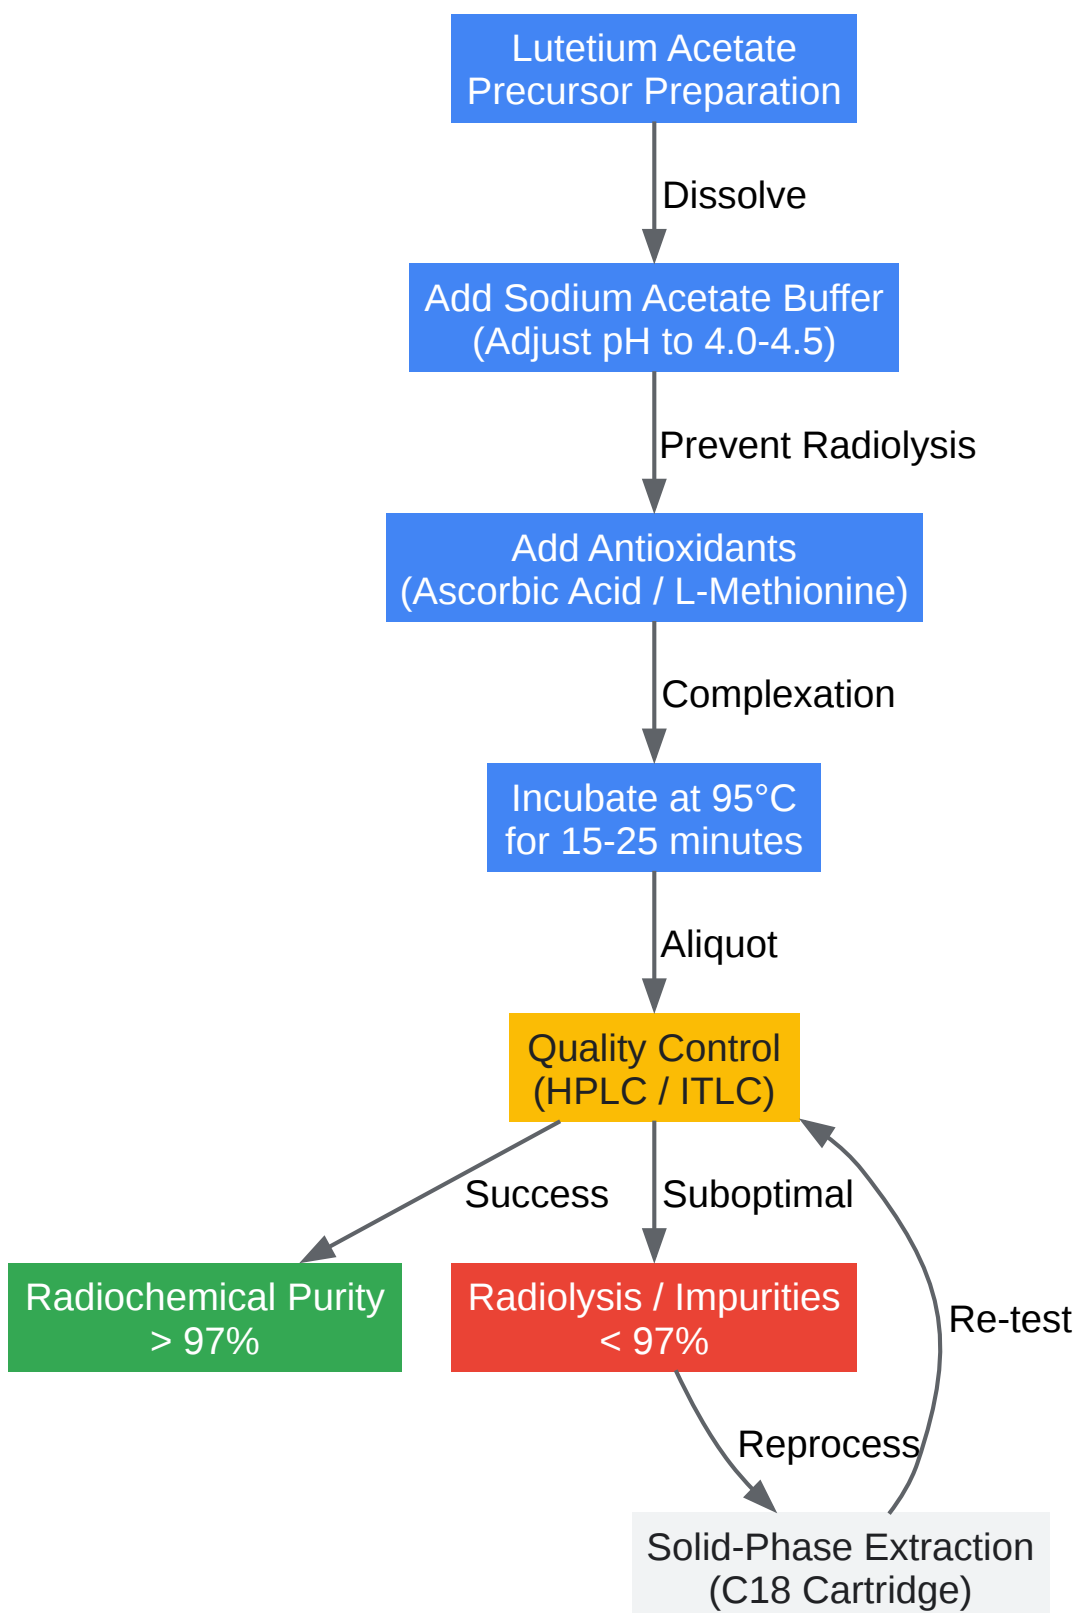 Lutetium Acetate
Precursor Preparation
Dissolve
Add Sodium Acetate Buffer
(Adjust pH to 4.0-4.5)
Prevent Radiolysis
Add Antioxidants
(Ascorbic Acid / L-Methionine)
Complexation
Incubate at 95°C
for 15-25 minutes
Aliquot
Quality Control
(HPLC / ITLC)
Success
Suboptimal
Radiochemical Purity
> 97%
Radiolysis / Impurities
< 97%
Re-test
Reprocess
Solid-Phase Extraction
(C18 Cartridge)